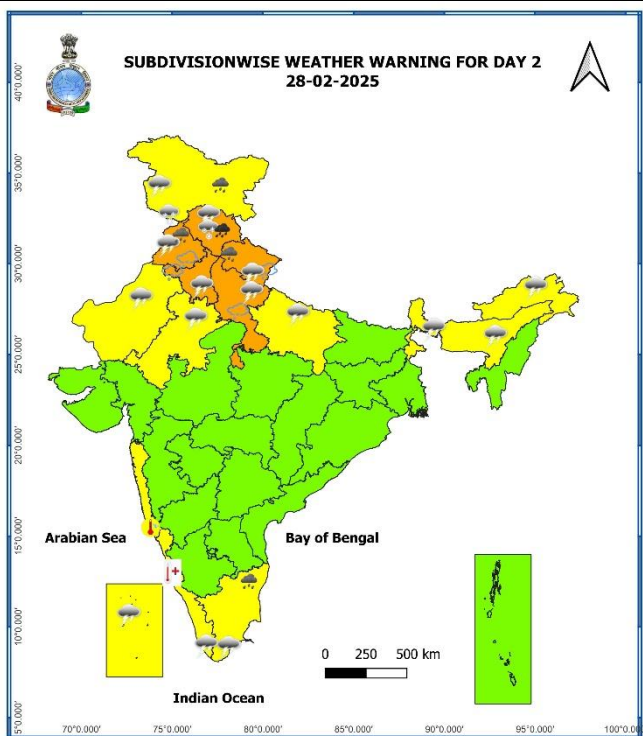 SUBDIVISIONWISE WEATHER WARNING FOR DAY 2
28-02-2025
40°0.000'
35°0.000'
30°0.000'
25°0.000'
20°0.000'
15°0.000'
10°0.000'
5°0.000'
Arabian Sea
Bay of Bengal
+
0 250 500 km
Indian Ocean
70°0.000' 75°0.000' 80°0.000' 85°0.000' 90°0.000' 95°0.000' 100°0.00